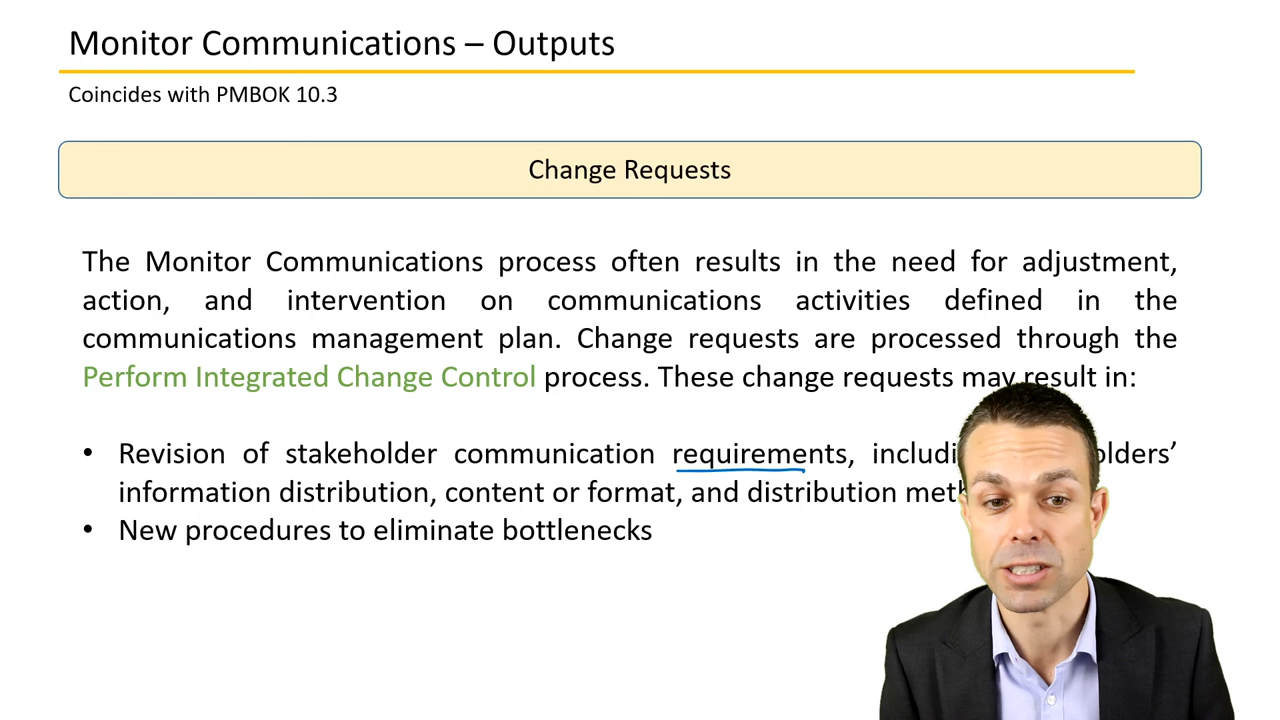 Monitor Communications – Outputs
Coincides with PMBOK 10.3
Change Requests
The Monitor Communications process often results in the need for adjustment,
action, and intervention on communications activities defined in the
communications management plan. Change requests are processed through the
Perform Integrated Change Control process. These change requests may result in:
• Revision of stakeholder communication requirements,
information distribution, content or format, and distribution
• New procedures to eliminate bottlenecks